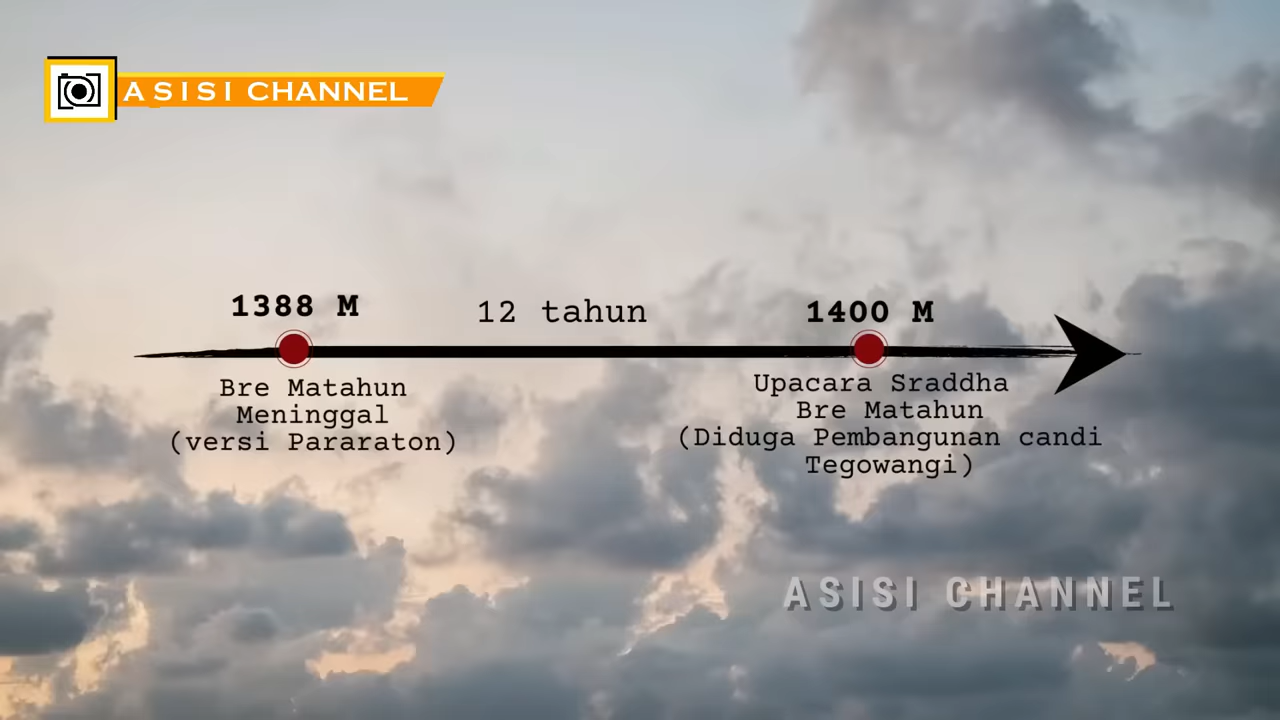 ASISI CHANNEL
1388 M
12 tahun
1400 M
Bre Matahun
Meninggal
(versi Pararaton)
Upacara Sraddha
Bre Matahun
(Diduga Pembangunan candi
Tegowangi)
ASISI CHANNEL